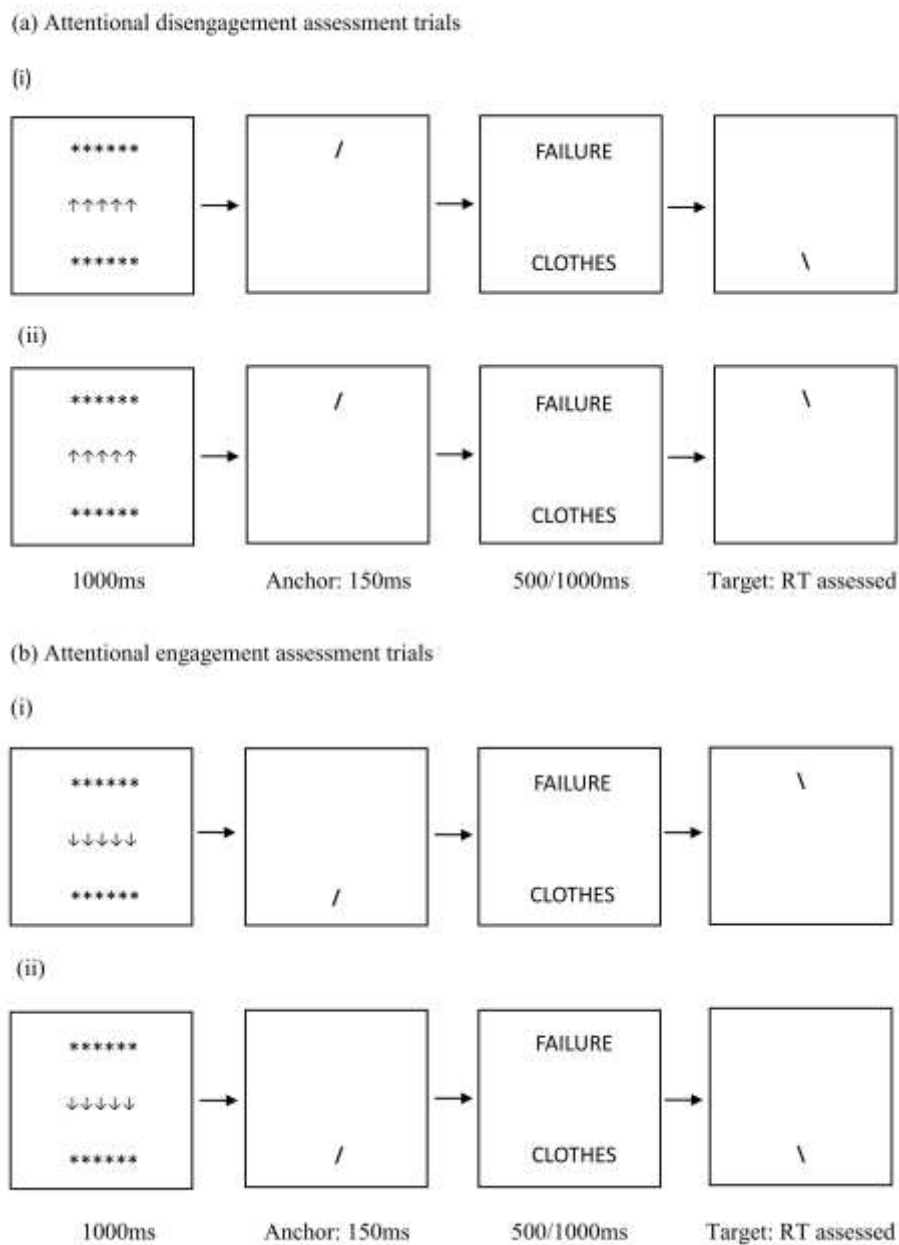 (a) Attentional disengagement assessment trials
(i)
****** / FAILURE
↑↑↑↑↑
****** CLOTHES \
(ii)
****** / FAILURE \
↑↑↑↑↑
****** CLOTHES
1000ms Anchor: 150ms 500/1000ms Target: RT assessed
(b) Attentional engagement assessment trials
(i)
****** FAILURE \
↓↓↓↓↓
****** / CLOTHES
(ii)
****** FAILURE
↓↓↓↓↓
****** / CLOTHES \
1000ms Anchor: 150ms 500/1000ms Target: RT assessed